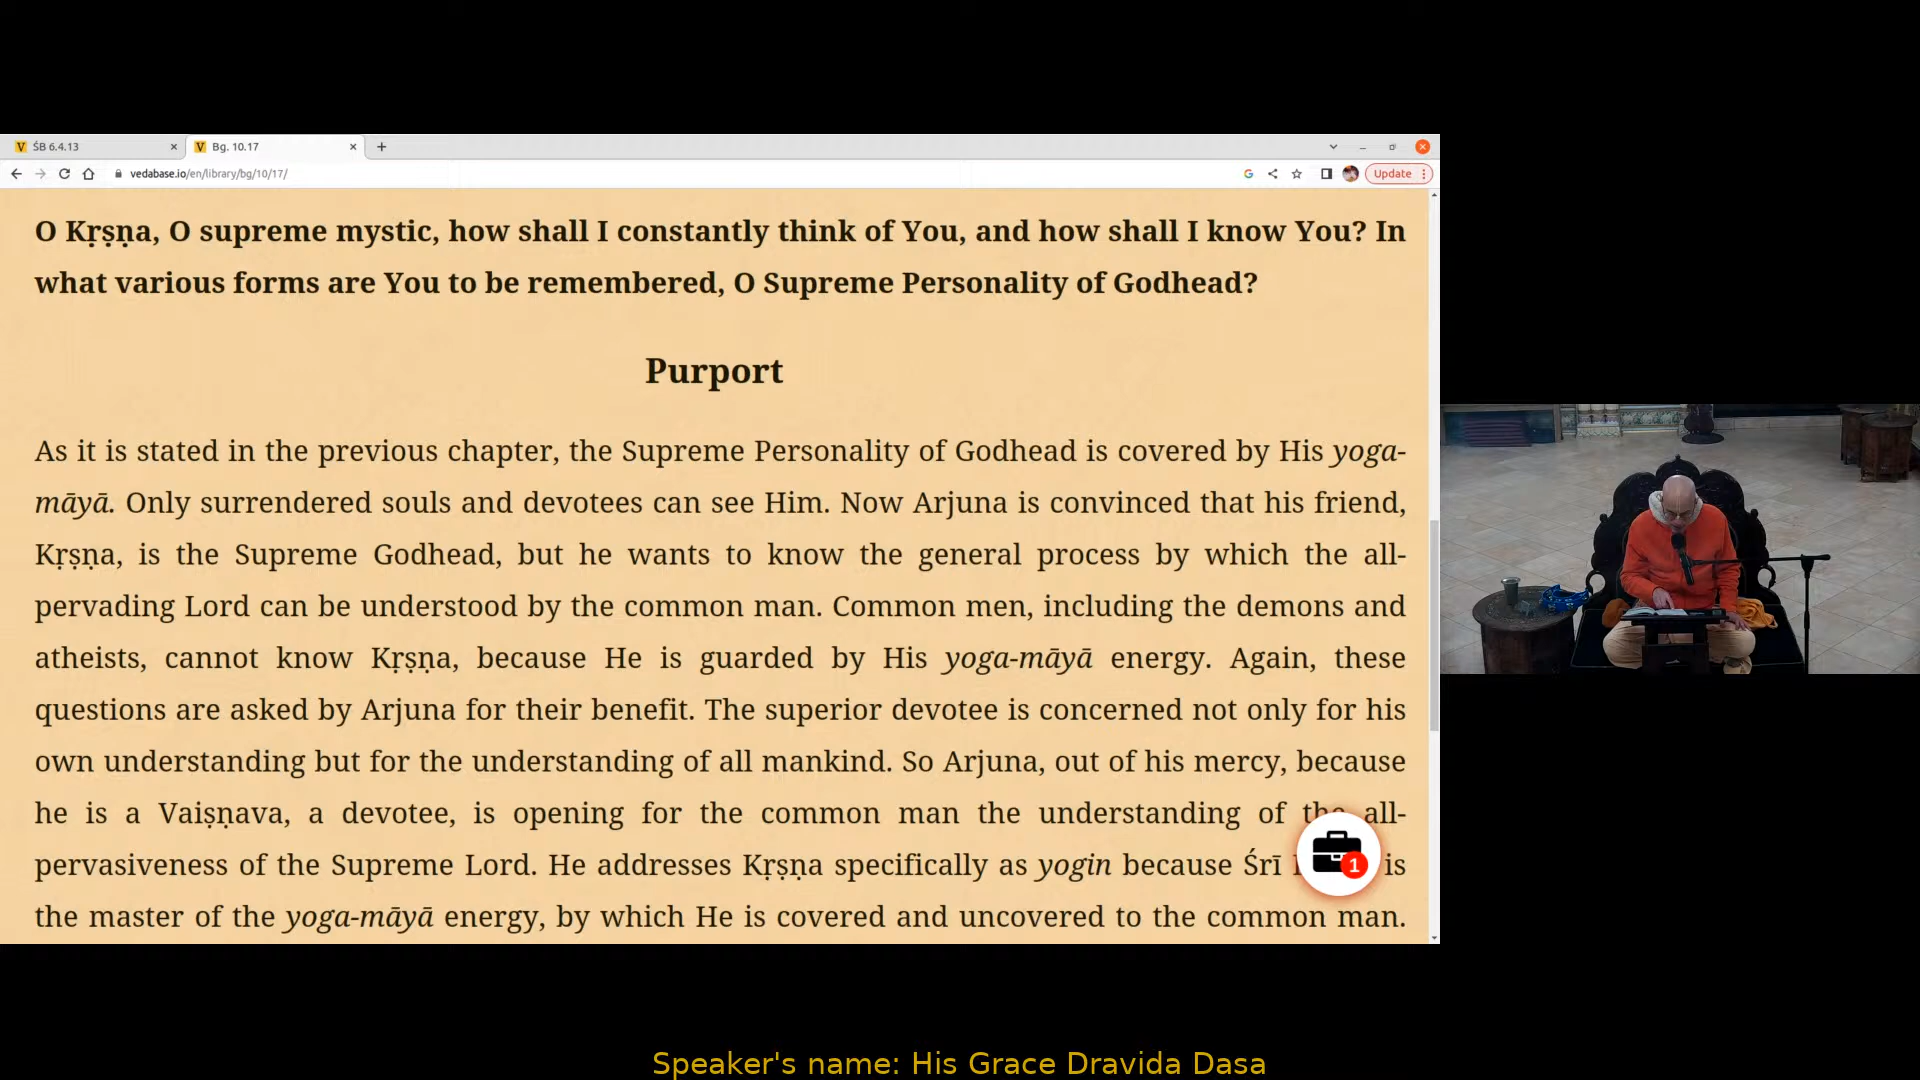 ŚB 6.4.13
Bg. 10.17
vedabase.io/en/library/bg/10/17/
Update
O Kṛṣṇa, O supreme mystic, how shall I constantly think of You, and how shall I know You? In
what various forms are You to be remembered, O Supreme Personality of Godhead?
Purport
As it is stated in the previous chapter, the Supreme Personality of Godhead is covered by His yoga-
māyā. Only surrendered souls and devotees can see Him. Now Arjuna is convinced that his friend,
Kṛṣṇa, is the Supreme Godhead, but he wants to know the general process by which the all-
pervading Lord can be understood by the common man. Common men, including the demons and
atheists, cannot know Kṛṣṇa, because He is guarded by His yoga-māyā energy. Again, these
questions are asked by Arjuna for their benefit. The superior devotee is concerned not only for his
own understanding but for the understanding of all mankind. So Arjuna, out of his mercy, because
he is a Vaiṣṇava, a devotee, is opening for the common man the understanding of the all-
pervasiveness of the Supreme Lord. He addresses Kṛṣṇa specifically as yogin because Śrī is
1
the master of the yoga-māyā energy, by which He is covered and uncovered to the common man.
Speaker's name: His Grace Dravida Dasa